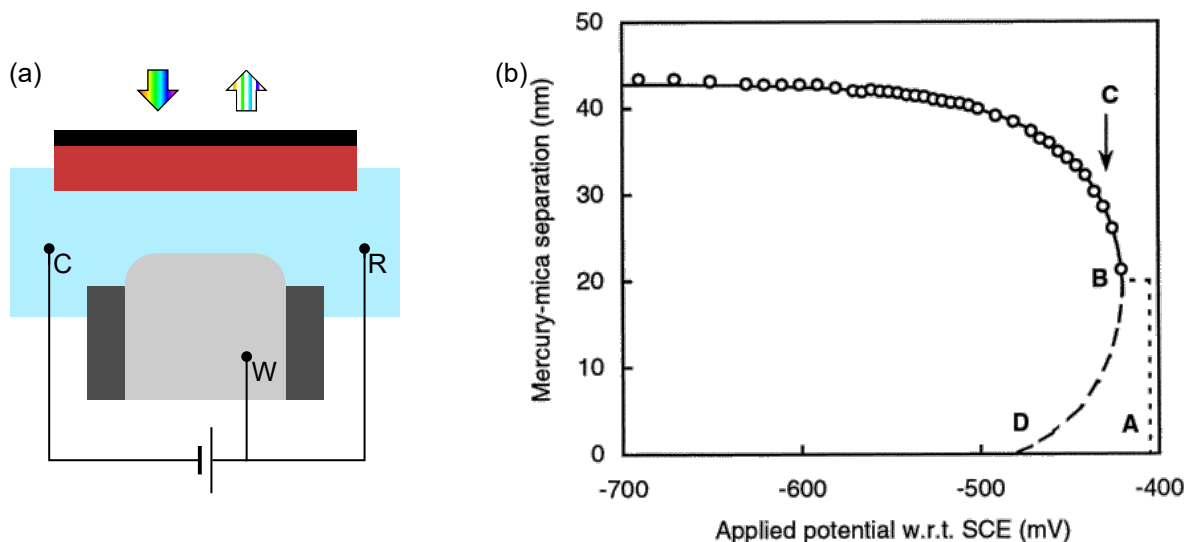 (a)
C
R
W
(b)
Mercury-mica separation (nm)
50
40
30
20
10
0
C
B
D
A
-700
-600
-500
-400
Applied potential w.r.t. SCE (mV)